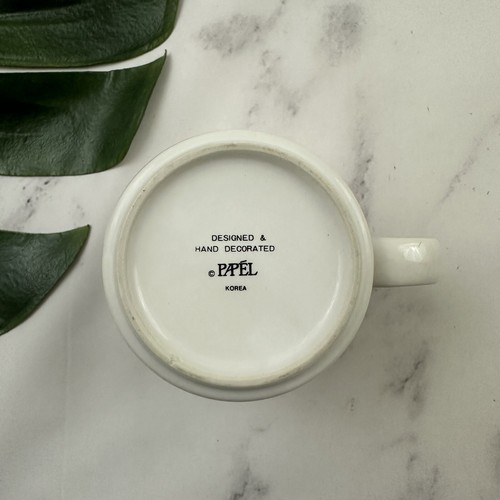 DESIGNED &
HAND DECORATED
© PAPÉL
KOREA